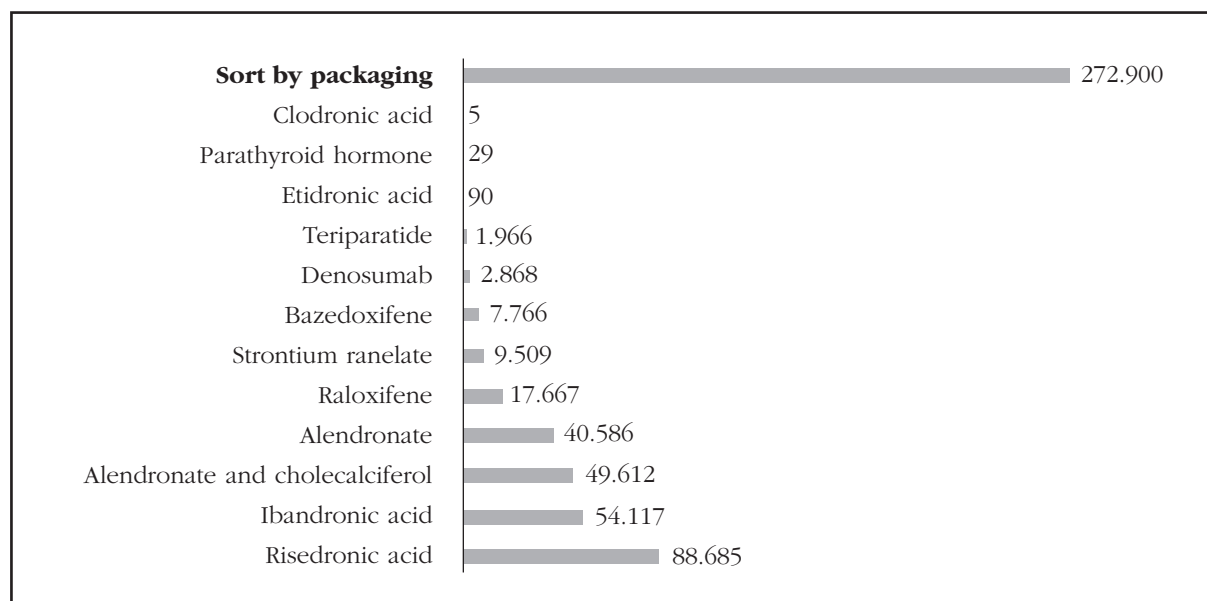 Sort by packaging 272.900
Clodronic acid 5
Parathyroid hormone 29
Etidronic acid 90
Teriparatide 1.966
Denosumab 2.868
Bazedoxifene 7.766
Strontium ranelate 9.509
Raloxifene 17.667
Alendronate 40.586
Alendronate and cholecalciferol 49.612
Ibandronic acid 54.117
Risedronic acid 88.685